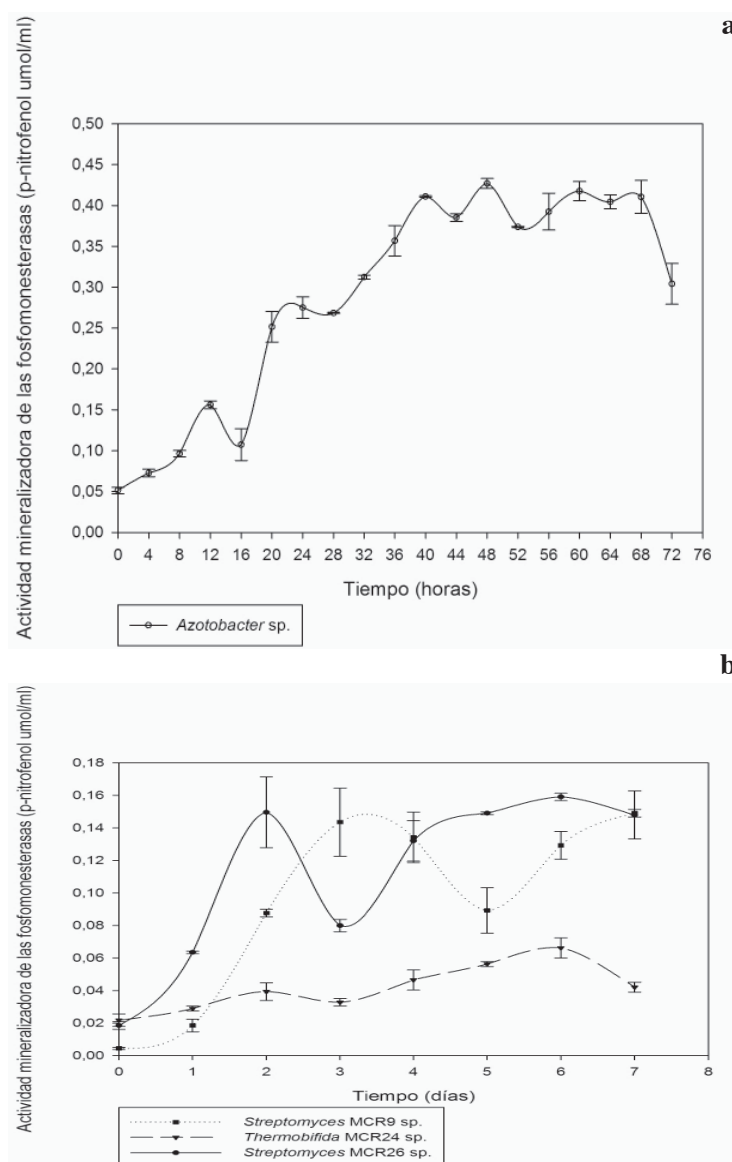 a
Actividad mineralizadora de las fosfomonesterasas (p-nitrofenol umol/ml)
0,50
0,45
0,40
0,35
0,30
0,25
0,20
0,15
0,10
0,05
0,00
0 4 8 12 16 20 24 28 32 36 40 44 48 52 56 60 64 68 72 76
Tiempo (horas)
Azotobacter sp.
b
Actividad mineralizadora de las fosfomonesterasas (p-nitrofenol umol/ml)
0,18
0,16
0,14
0,12
0,10
0,08
0,06
0,04
0,02
0,00
0 1 2 3 4 5 6 7 8
Tiempo (días)
Streptomyces MCR9 sp.
Thermobifida MCR24 sp.
Streptomyces MCR26 sp.